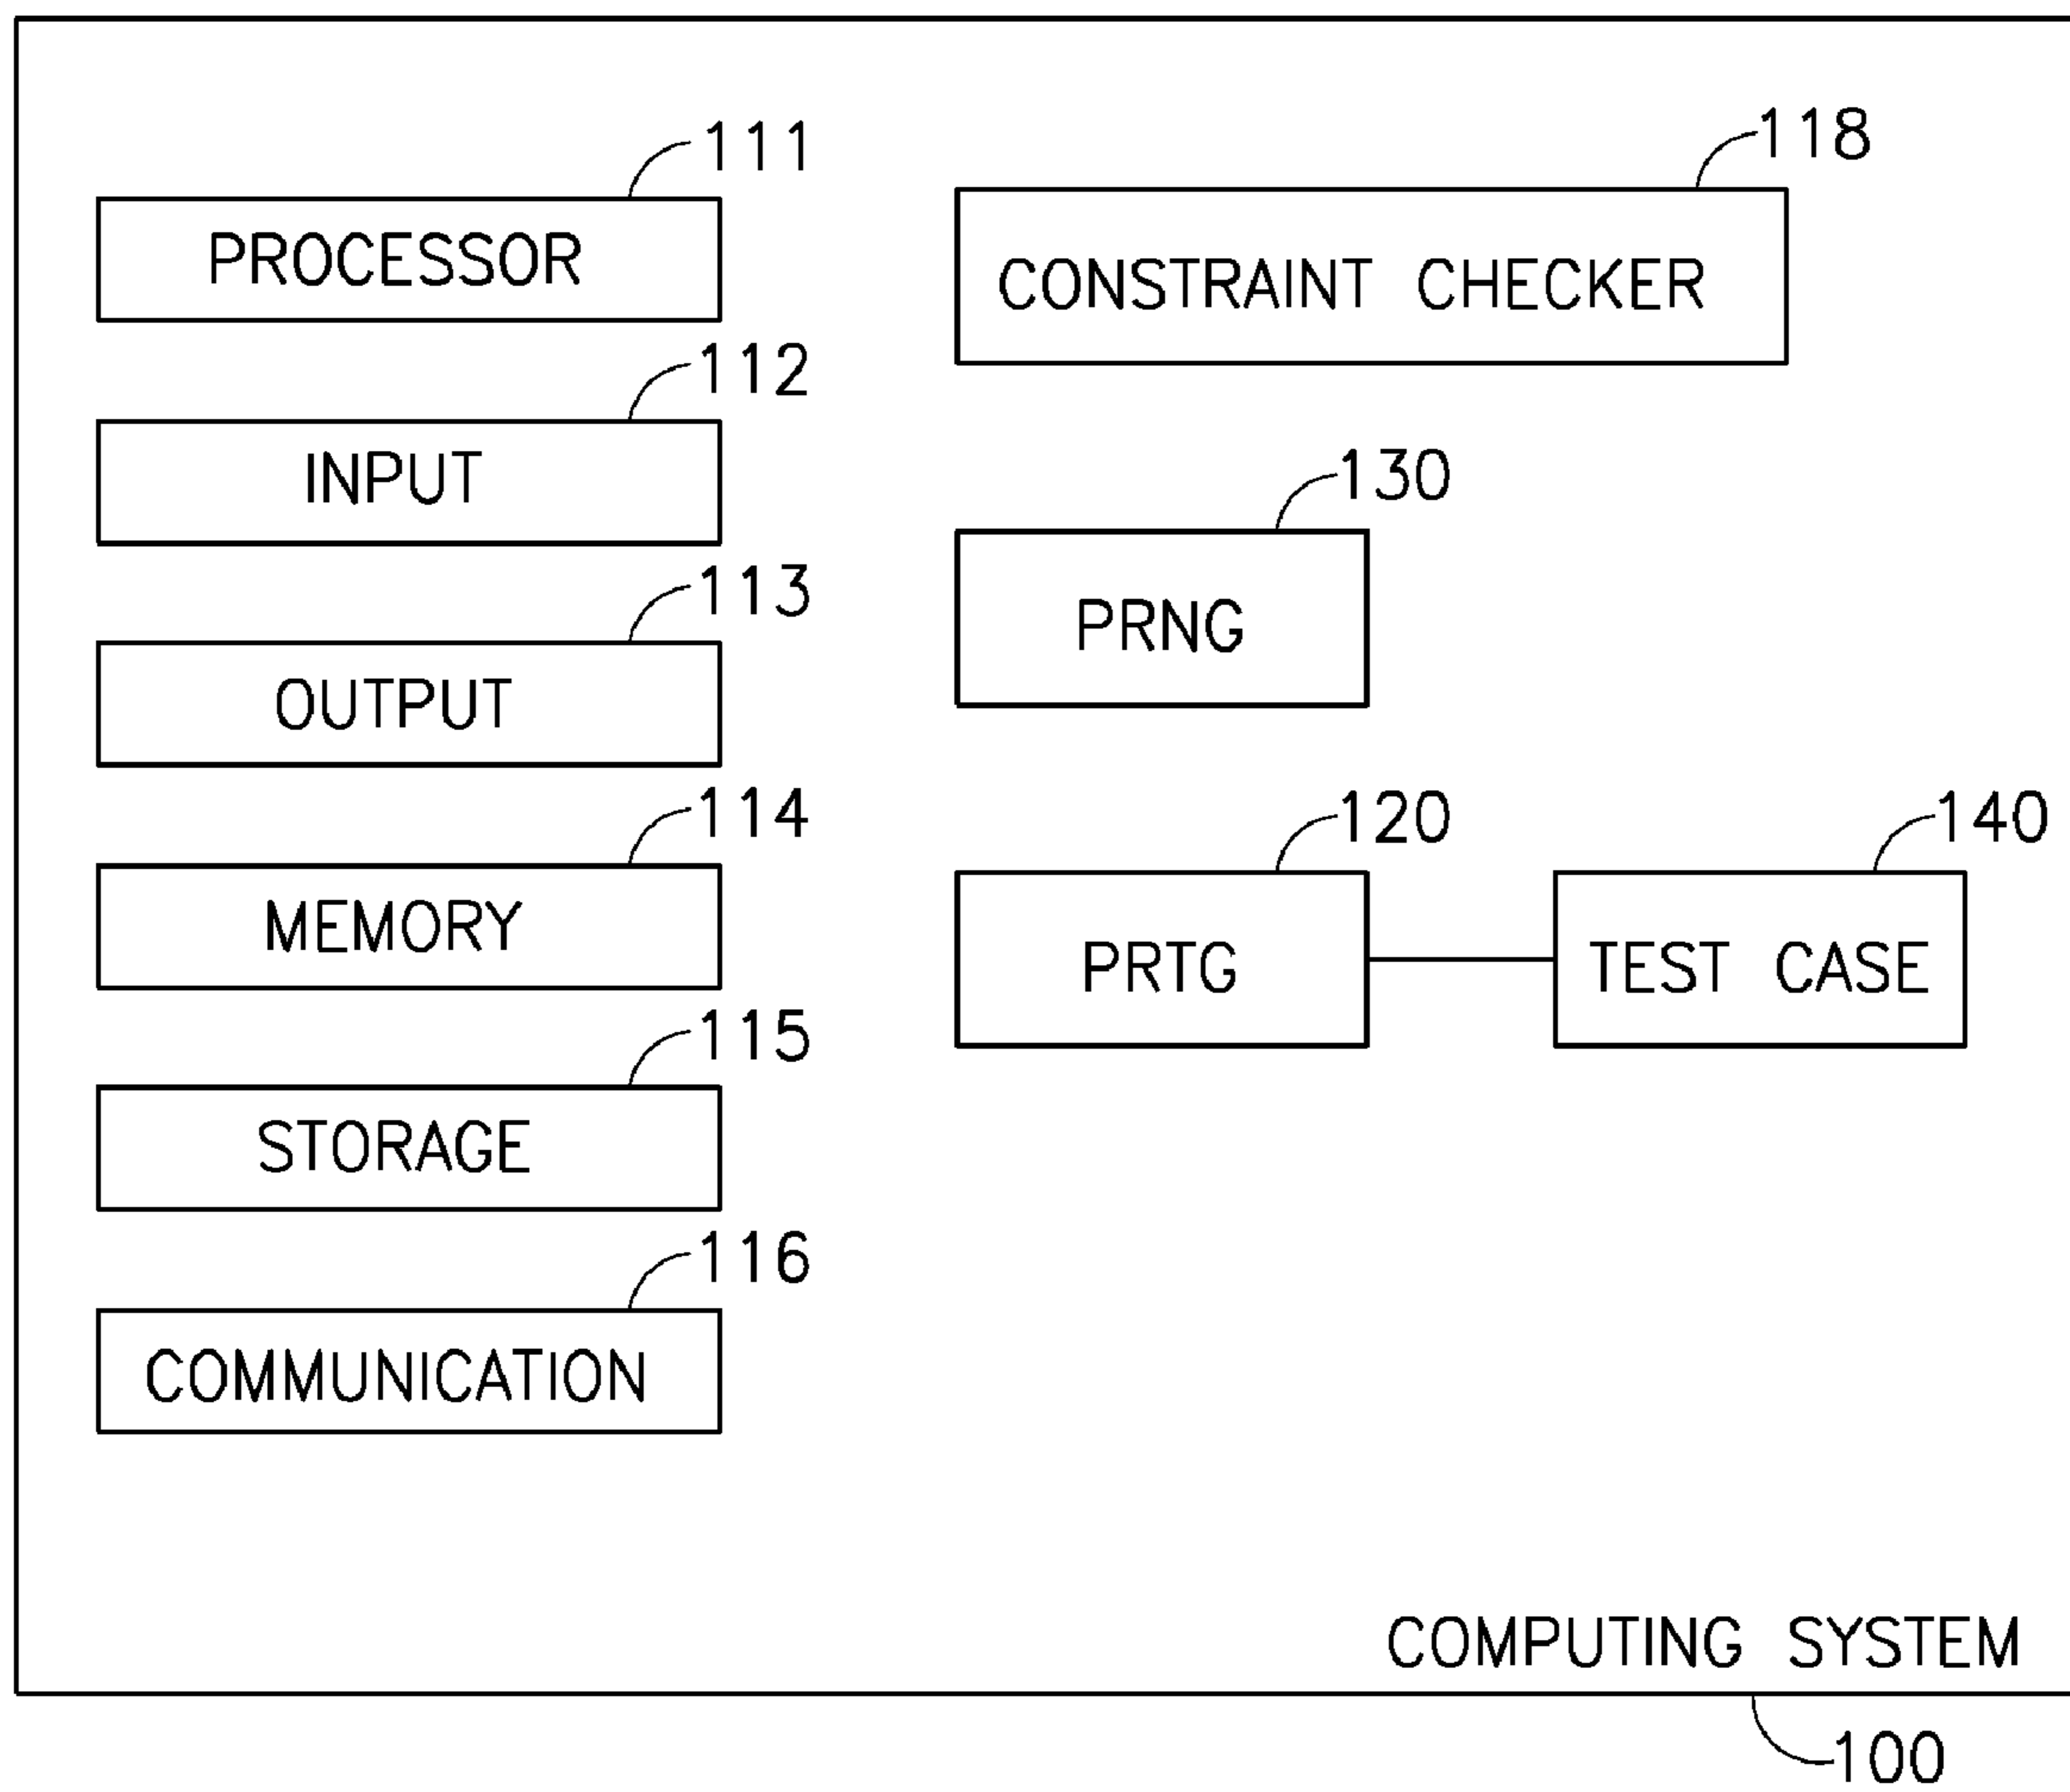 111
PROCESSOR
112
INPUT
113
OUTPUT
114
MEMORY
115
STORAGE
116
COMMUNICATION
118
CONSTRAINT CHECKER
130
PRNG
120
PRTG
140
TEST CASE
COMPUTING SYSTEM
100